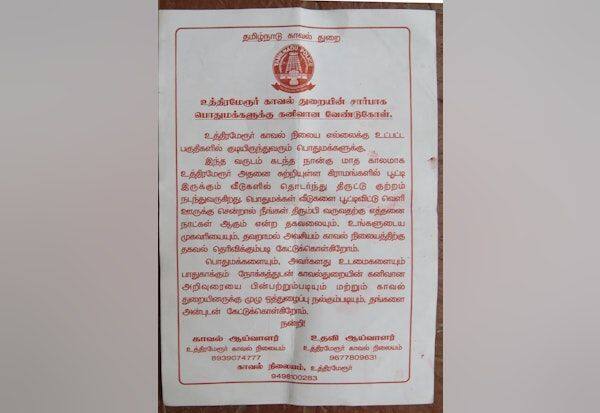 தமிழ்நாடு காவல் துறை
TAMILNADU POLICE
உத்திரமேரூர் காவல் துறையின் சார்பாக
பொதுமக்களுக்கு கனிவான வேண்டுகோள்.
உத்திரமேரூர் காவல் நிலைய எல்லைக்கு உட்பட்ட
பகுதிகளில் குடியிருந்துவரும் பொதுமக்களுக்கு,
இந்த வருடம் கடந்த நான்கு மாத காலமாக
உத்திரமேரூர் அதனை சுற்றியுள்ள கிராமங்களில் பூட்டி
இருக்கும் வீடுகளில் தொடர்ந்து திருட்டு குற்றம்
நடந்துவருகிறது. பொதுமக்கள் வீடுகளை பூட்டிவிட்டு வெளி
ஊருக்கு சென்றால் நீங்கள் திரும்பி வருவதற்கு எத்தனை
நாட்கள் ஆகும் என்ற தகவலையும், உங்களுடைய
முகவரியையும், தவறாமல் அவசியம் காவல் நிலையத்திற்கு
தகவல் தெரிவிக்கும்படி கேட்டுக்கொள்கிறோம்.
பொதுமக்களையும், அவர்களது உடமைகளையும்
பாதுகாக்கும் நோக்கத்துடன் காவல்துறையின் கனிவான
அறிவுரையை பின்பற்றும்படியும் மற்றும் காவல்
துறையினருக்கு முழு ஒத்துழைப்பு நல்கும்படியும், தங்களை
அன்புடன் கேட்டுக்கொள்கிறோம்.
நன்றி!
காவல் ஆய்வாளர் உதவி ஆய்வாளர்
உத்திரமேரூர் காவல் நிலையம் உத்திரமேரூர் காவல் நிலையம்
8939074777 9677809631
காவல் நிலையம், உத்திரமேரூர்
9498100283